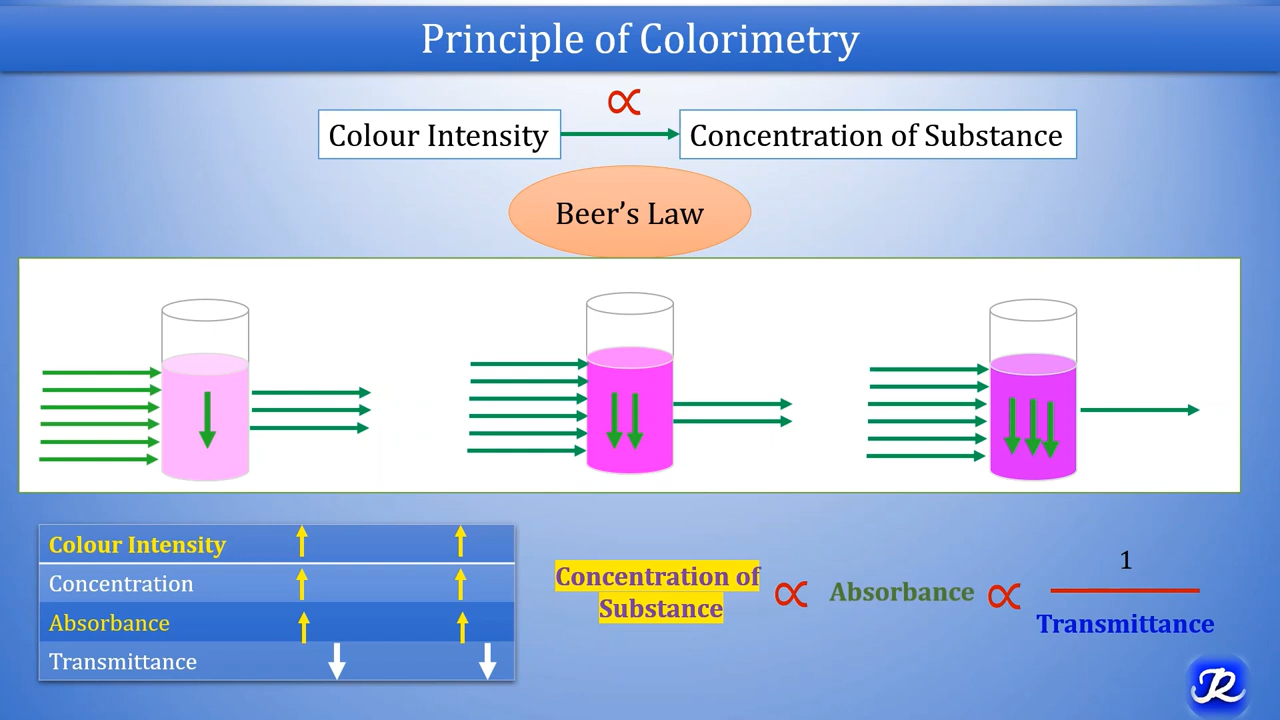 Principle of Colorimetry
∝
Colour Intensity
Concentration of Substance
Beer’s Law
Colour Intensity
Concentration
Absorbance
Transmittance
Concentration of
Substance
∝
Absorbance
∝
1
Transmittance
JR